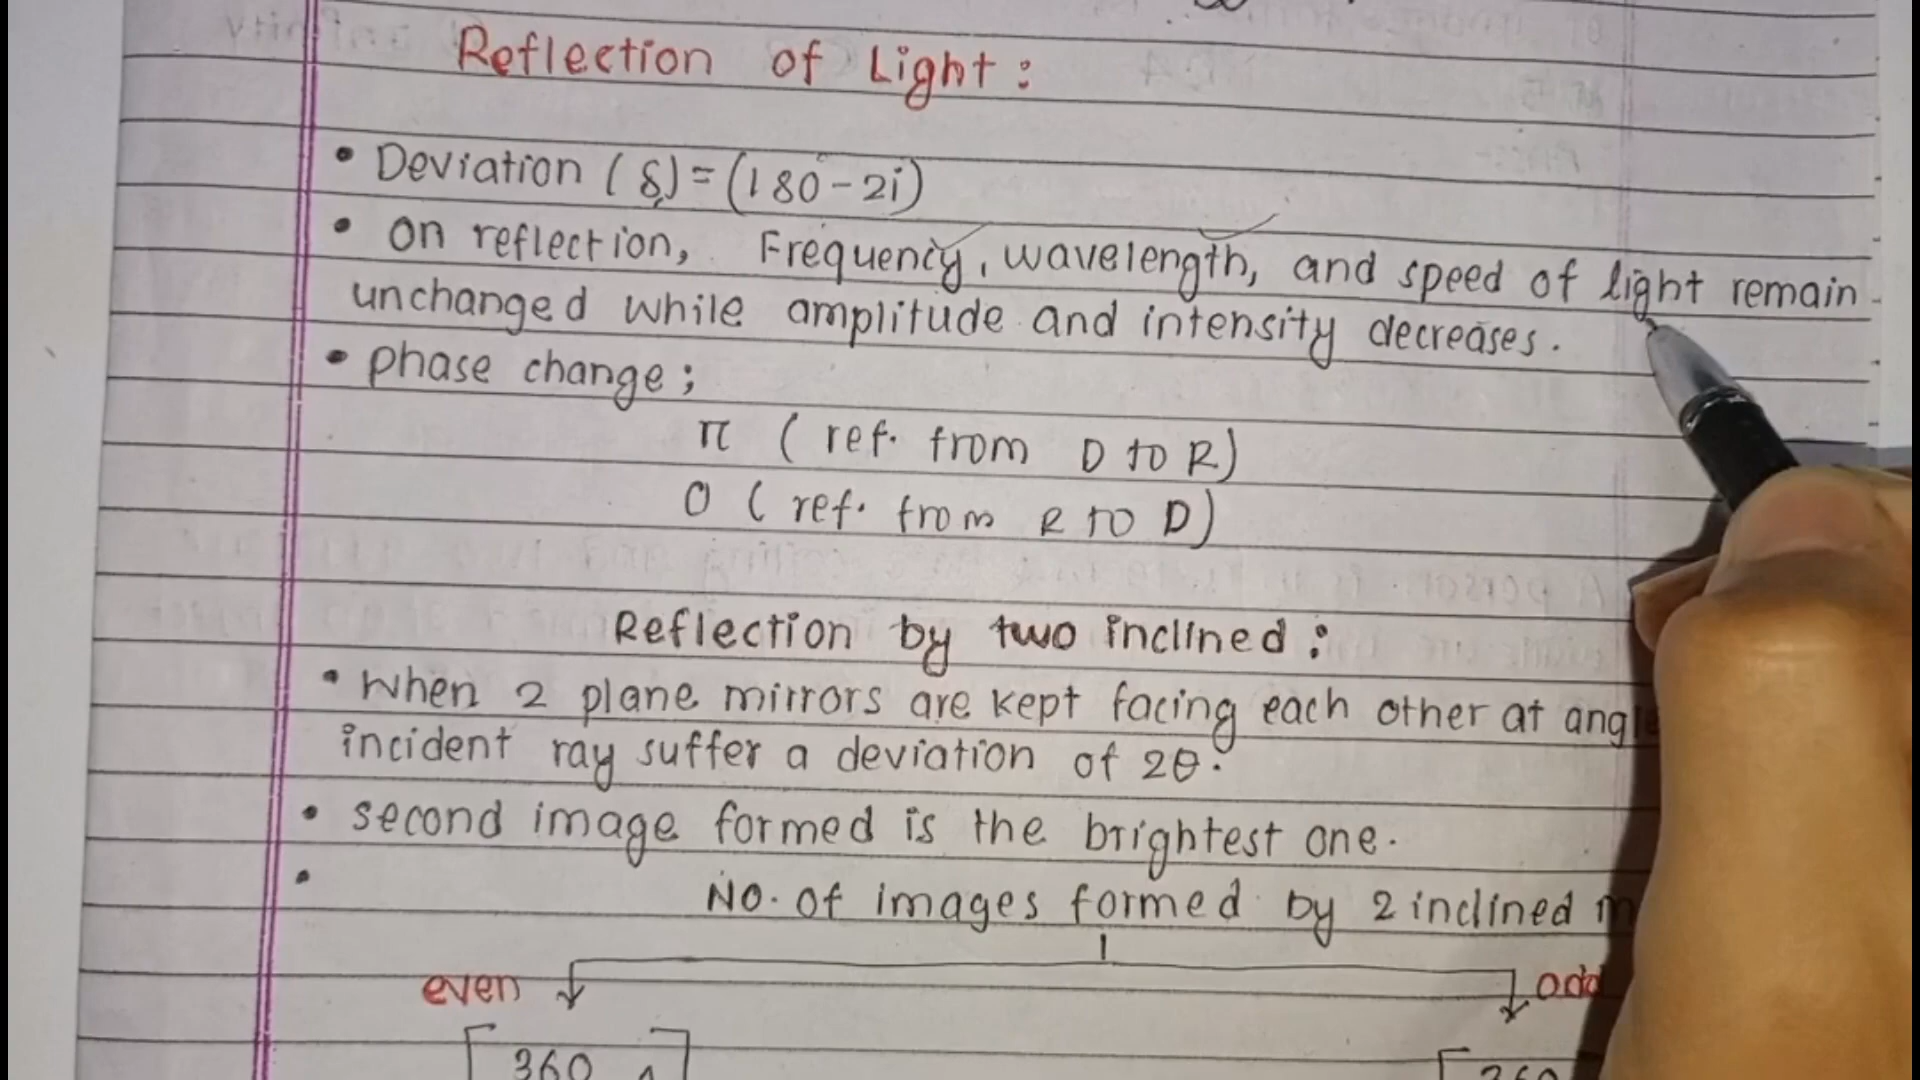 Reflection of Light:
• Deviation (δ) = (180° - 2i)
• on reflection, Frequency, wavelength, and speed of light remain
unchanged while amplitude and intensity decreases.
• phase change;
π ( ref. from D to R)
0 ( ref. from R to D)
Reflection by two inclined:
• When 2 plane mirrors are kept facing each other at
incident ray suffer a deviation of 2θ.
• second image formed is the brightest one.
• NO. of images formed by 2 inclined
even odd
360 360